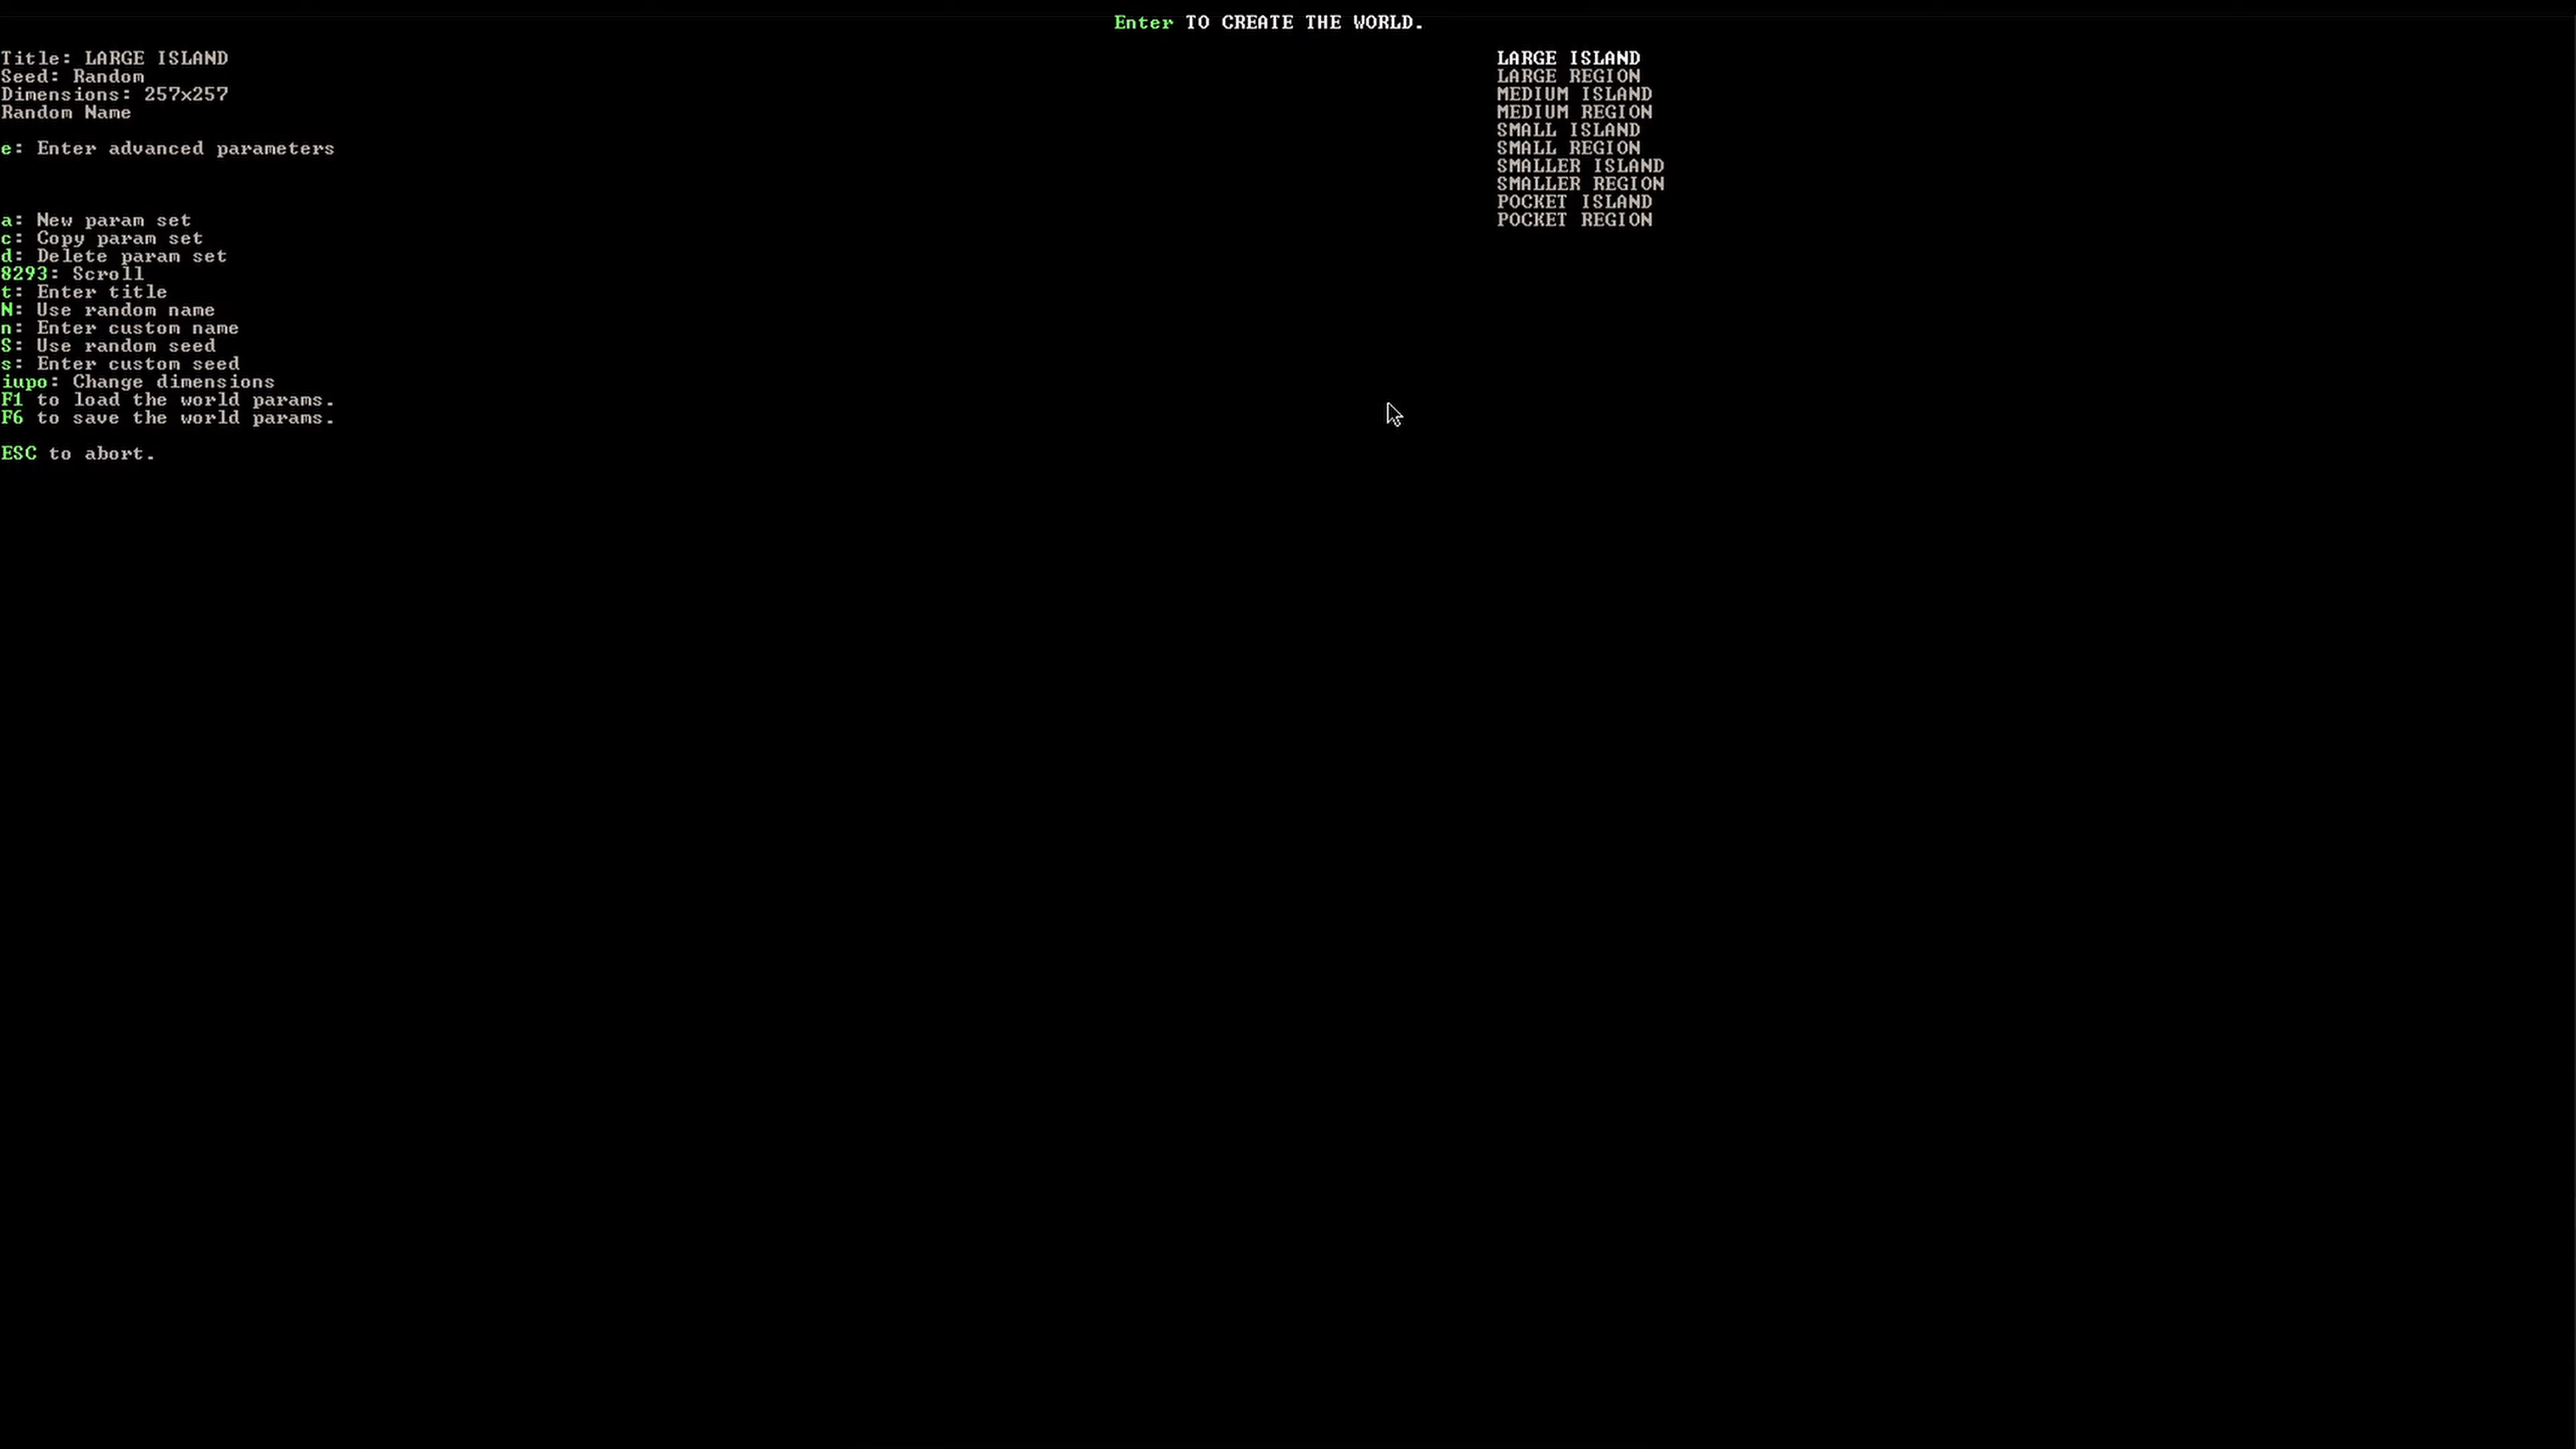 Enter TO CREATE THE WORLD.
Title: LARGE ISLAND
Seed: Random
Dimensions: 257x257
Random Name
e: Enter advanced parameters
a: New param set
c: Copy param set
d: Delete param set
8293: Scroll
t: Enter title
N: Use random name
n: Enter custom name
S: Use random seed
s: Enter custom seed
iupo: Change dimensions
F1 to load the world params.
F6 to save the world params.
ESC to abort.
LARGE ISLAND
LARGE REGION
MEDIUM ISLAND
MEDIUM REGION
SMALL ISLAND
SMALL REGION
SMALLER ISLAND
SMALLER REGION
POCKET ISLAND
POCKET REGION